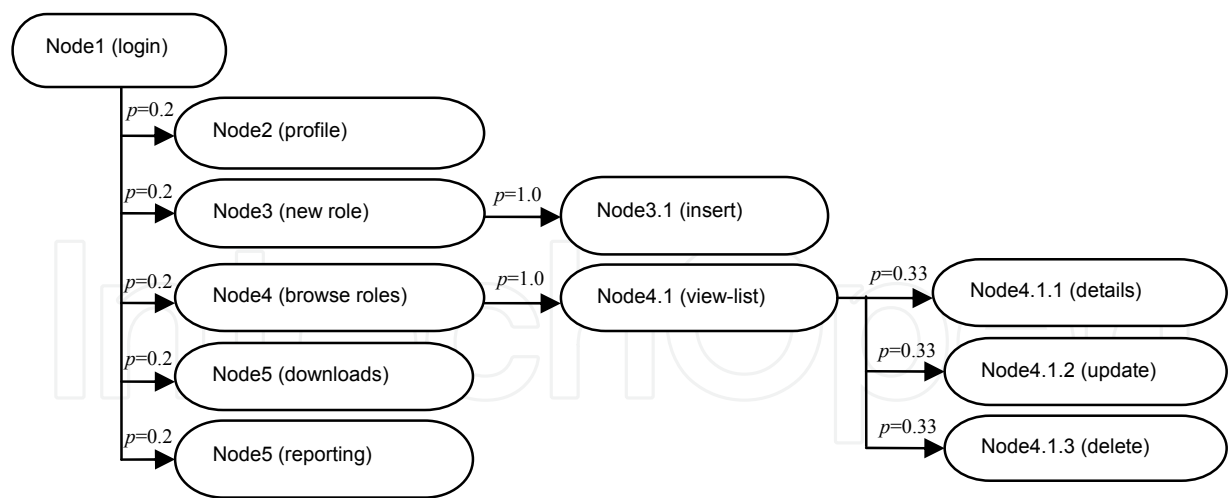 Node1 (login)
p=0.2
Node2 (profile)
p=0.2
Node3 (new role)
p=1.0
Node3.1 (insert)
p=0.2
Node4 (browse roles)
p=1.0
Node4.1 (view-list)
p=0.33
Node4.1.1 (details)
p=0.2
Node5 (downloads)
p=0.33
Node4.1.2 (update)
p=0.2
Node5 (reporting)
p=0.33
Node4.1.3 (delete)
IntechOpen